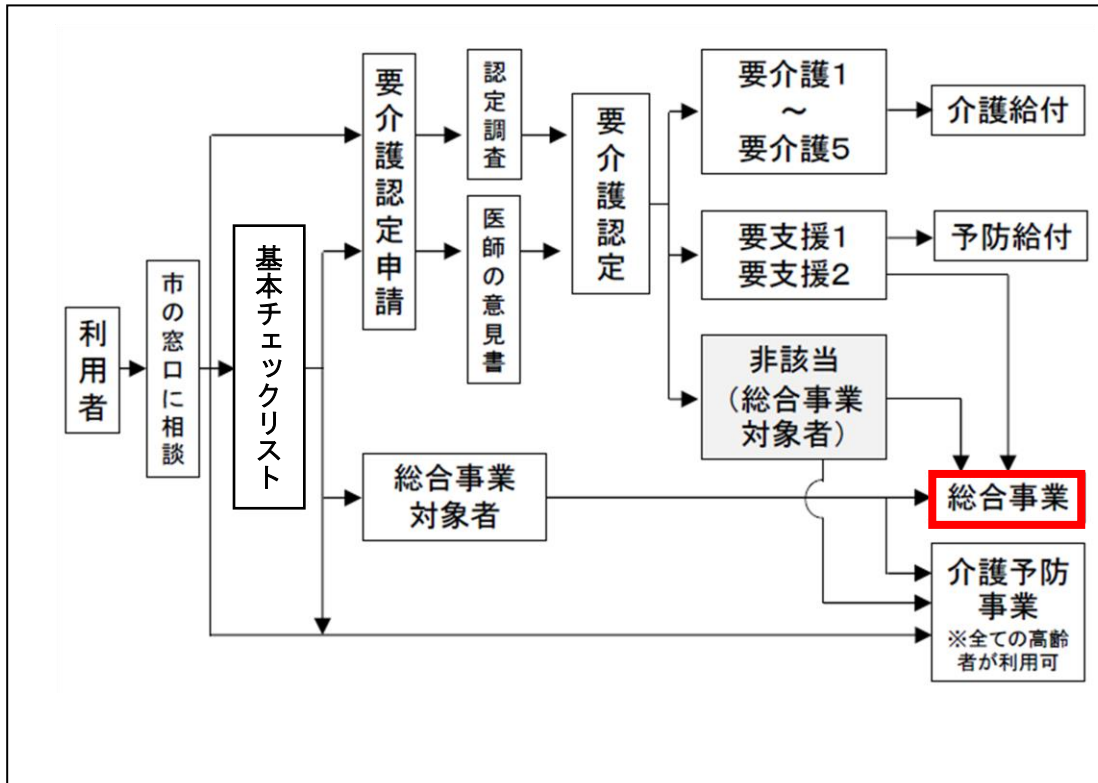 利用者
市の窓口に相談
基本チェックリスト
要介護認定申請
認定調査
医師の意見書
要介護認定
要介護1
～
要介護5
介護給付
要支援1
要支援2
予防給付
非該当
（総合事業
対象者）
総合事業
対象者
総合事業
介護予防
事業
※全ての高齢
者が利用可